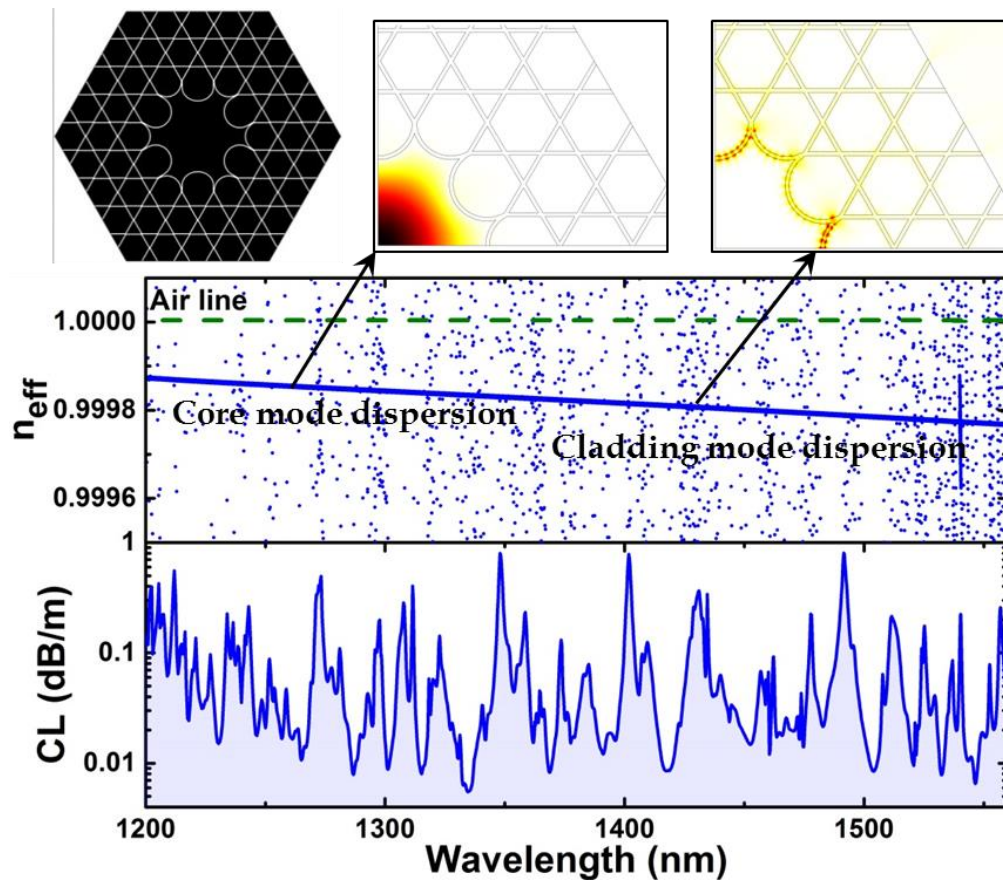 Air line
1.0000
0.9998
0.9996
n_eff
Core mode dispersion
Cladding mode dispersion
1
1
0.1
0.01
CL (dB/m)
1200
1300
1400
1500
Wavelength (nm)